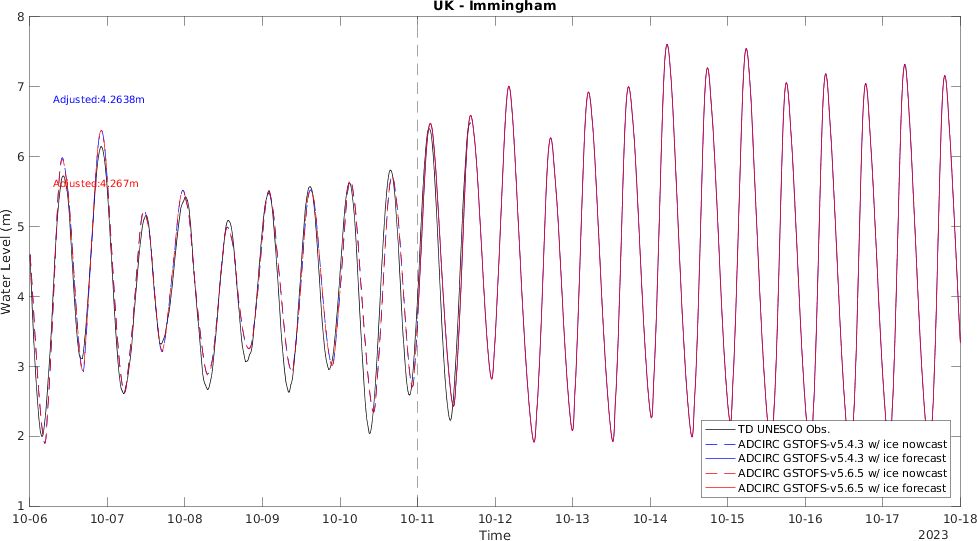 UK - Immingham
8
7
6
5
4
3
2
1
Water Level (m)
Adjusted:4.2638m
Adjusted:4.267m
TD UNESCO Obs.
ADCIRC GSTOFS-v5.4.3 w/ ice nowcast
ADCIRC GSTOFS-v5.4.3 w/ ice forecast
ADCIRC GSTOFS-v5.6.5 w/ ice nowcast
ADCIRC GSTOFS-v5.6.5 w/ ice forecast
10-06 10-07 10-08 10-09 10-10 10-11 10-12 10-13 10-14 10-15 10-16 10-17 10-18
Time
2023